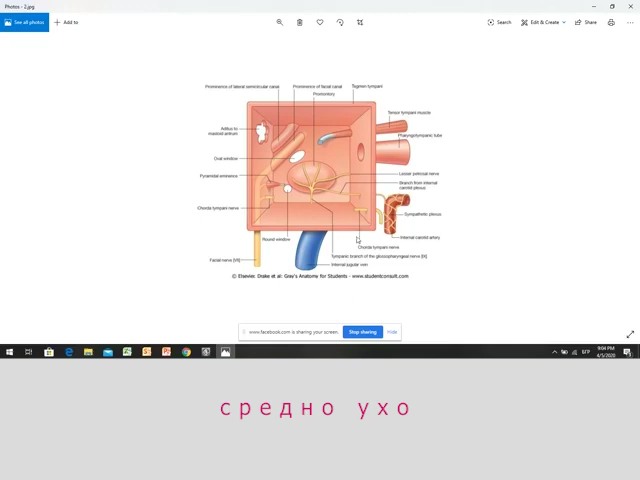 Photos - 2.jpg
See all photos
Add to
Search
Edit & Create
Share
Prominence of lateral semicircular canal
Prominence of facial canal
Tegmen tympani
Promontory
Tensor tympani muscle
Aditus to
mastoid antrum
Pharyngotympanic tube
Oval window
Lesser petrosal nerve
Pyramidal eminence
Branch from internal
carotid plexus
Chorda tympani nerve
Sympathetic plexus
Round window
Internal carotid artery
Chorda tympani nerve
Tympanic branch of the glossopharyngeal nerve [IX]
Facial nerve [VII]
Internal jugular vein
© Elsevier. Drake et al: Gray's Anatomy for Students - www.studentconsult.com
www.facebook.com is sharing your screen.
Stop sharing
Hide
9:04 PM
БГР
4/5/2020
средно ухо